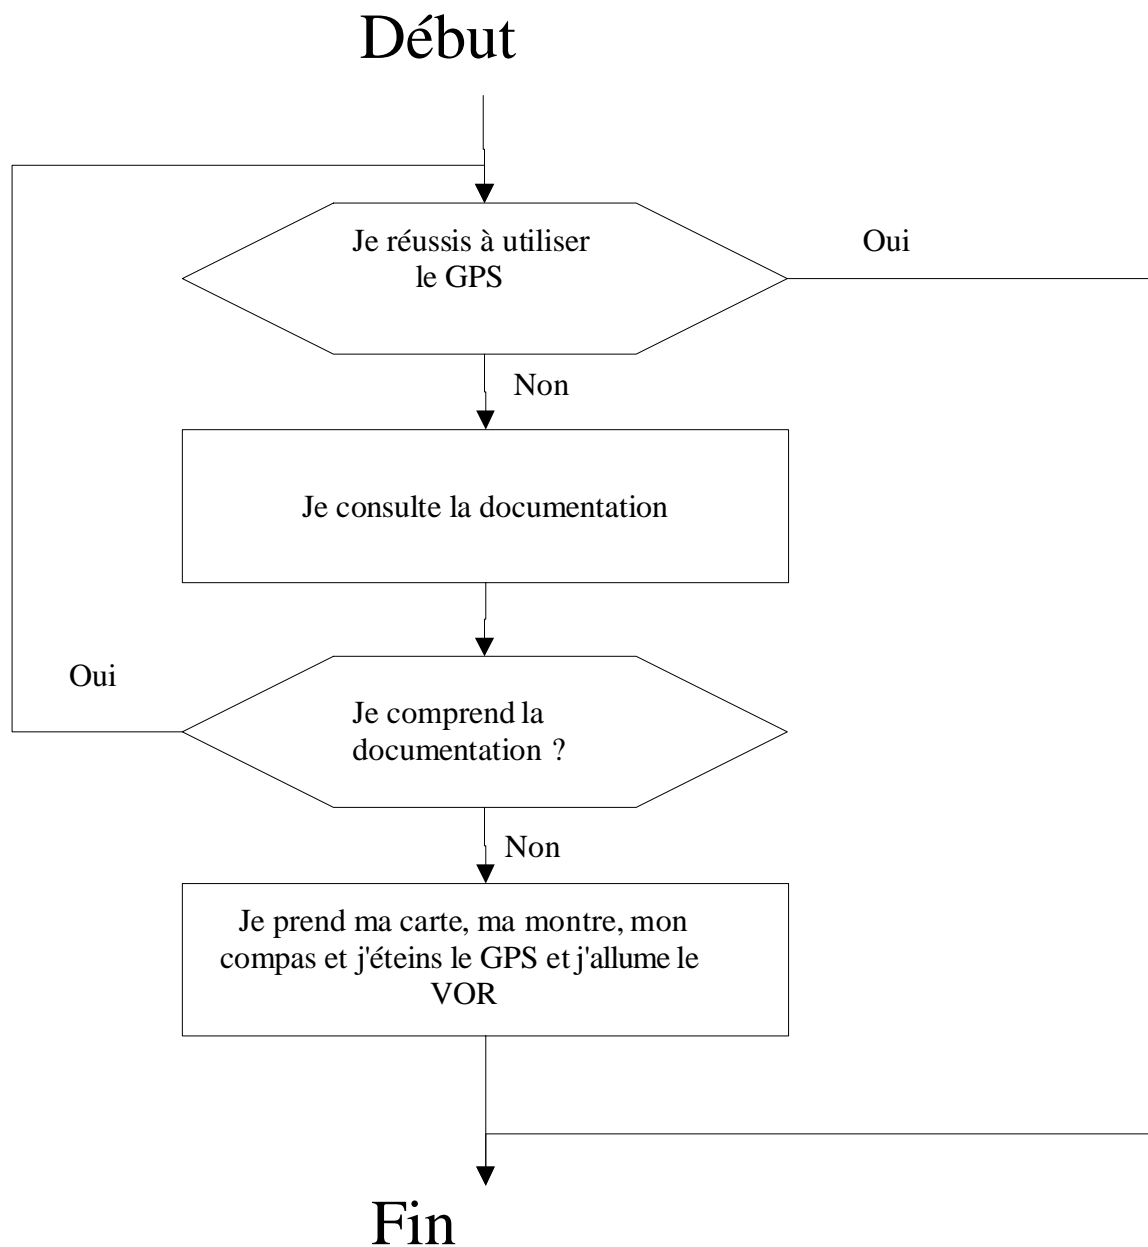 Début
Je réussis à utiliser
le GPS
Oui
Non
Je consulte la documentation
Oui
Je comprend la
documentation ?
Non
Je prend ma carte, ma montre, mon
compas et j'éteins le GPS et j'allume le
VOR
Fin